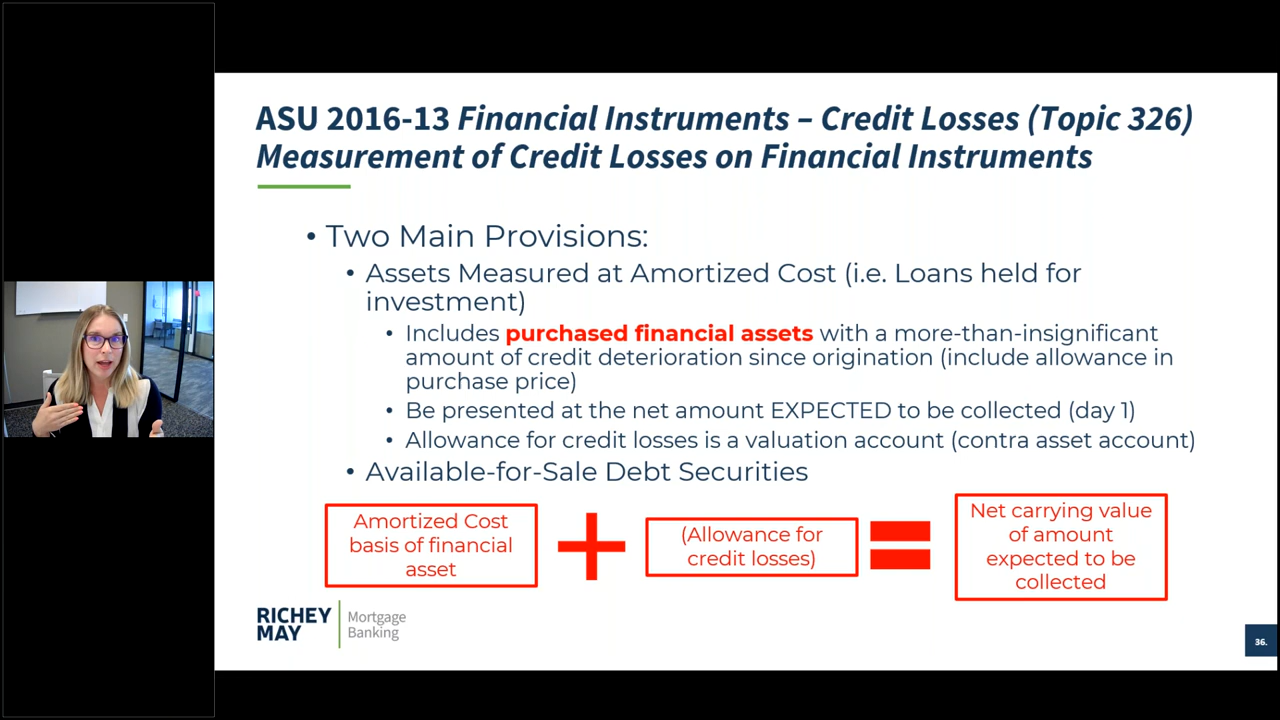 ASU 2016-13 Financial Instruments – Credit Losses (Topic 326)
Measurement of Credit Losses on Financial Instruments
• Two Main Provisions:
• Assets Measured at Amortized Cost (i.e. Loans held for
investment)
• Includes purchased financial assets with a more-than-insignificant
amount of credit deterioration since origination (include allowance in
purchase price)
• Be presented at the net amount EXPECTED to be collected (day 1)
• Allowance for credit losses is a valuation account (contra asset account)
• Available-for-Sale Debt Securities
Amortized Cost
basis of financial
asset
+
(Allowance for
credit losses)
=
Net carrying value
of amount
expected to be
collected
RICHEY
MAY
Mortgage
Banking
36.